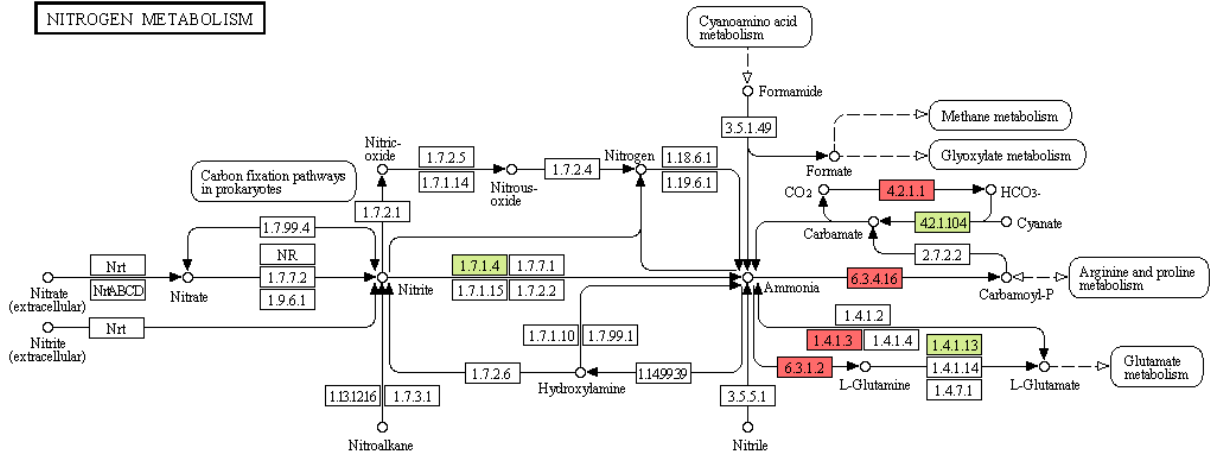 NITROGEN METABOLISM
Cyanoamino acid
metabolism
Formamide
3.5.1.49
Methane metabolism
Glyoxylate metabolism
Formate
Nitric-
oxide
1.7.2.5
1.7.1.14
Nitrous-
oxide
1.7.2.4
Nitrogen
1.18.6.1
1.19.6.1
Carbon fixation pathways
in prokaryotes
CO2
4.2.1.1
HCO3-
1.7.2.1
Carbamate
4.2.1.104
Cyanate
1.7.99.4
2.7.2.2
Nrt
NrtABCD
Nitrate
(extracellular)
Nitrate
NR
1.7.7.2
1.9.6.1
Nitrite
1.7.1.4
1.7.7.1
1.7.1.15
1.7.2.2
Ammonia
6.3.4.16
Carbamoyl-P
Arginine and proline
metabolism
Nrt
Nitrite
(extracellular)
1.4.1.2
1.7.1.10
1.7.99.1
1.4.1.3
1.4.1.4
1.4.1.13
1.7.2.6
Hydroxylamine
1.14.99.39
6.3.1.2
L-Glutamine
1.4.1.14
L-Glutamate
Glutamate
metabolism
1.4.7.1
1.13.12.16
1.7.3.1
3.5.5.1
Nitroalkane
Nitrile